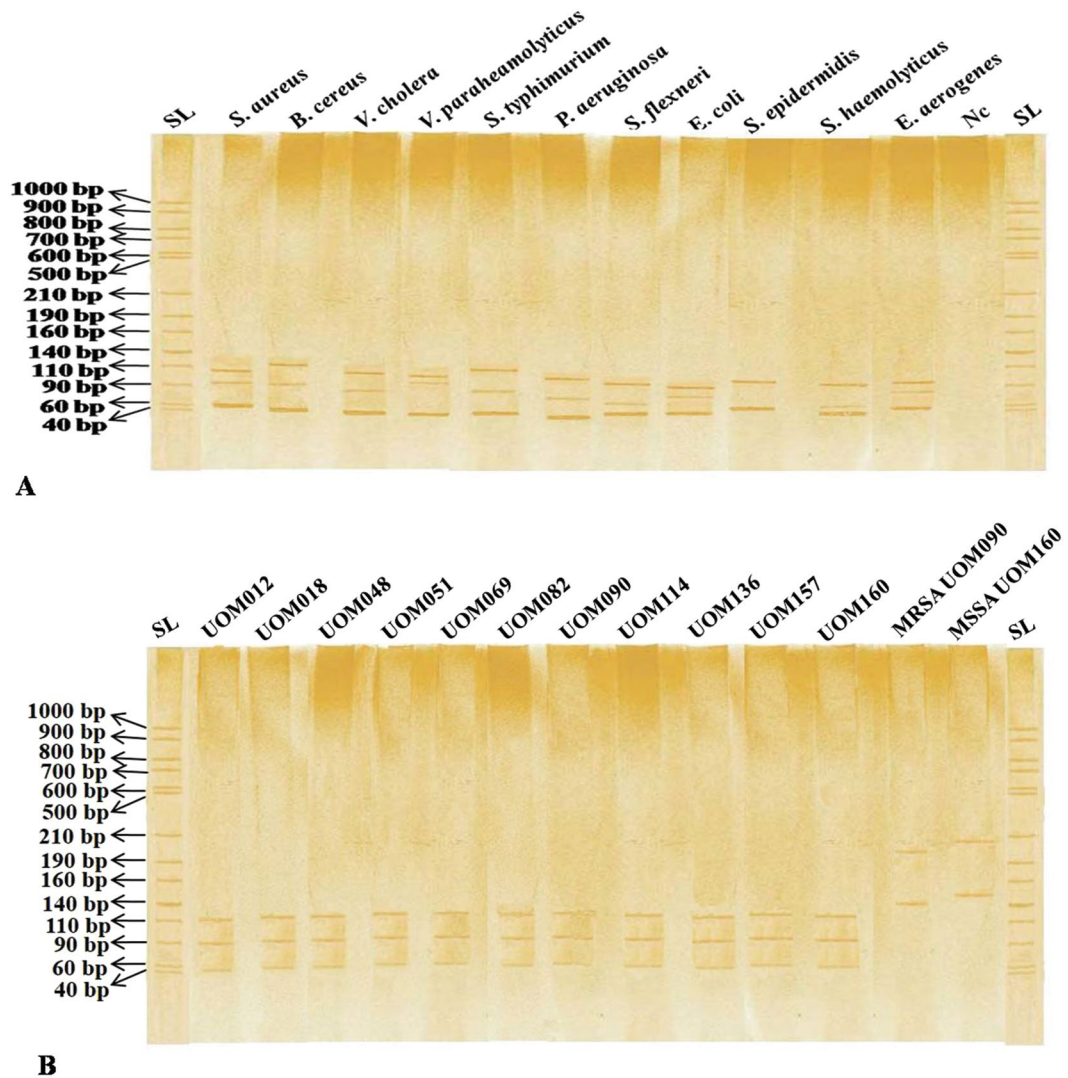 SL S. aureus B. cereus V. cholera V. paraheamolyticus S. typhimurium P. aeruginosa S. flexneri E. coli S. epidermidis S. haemolyticus E. aerogenes Nc SL
1000 bp
900 bp
800 bp
700 bp
600 bp
500 bp
210 bp
190 bp
160 bp
140 bp
110 bp
90 bp
60 bp
40 bp
A
SL UOM012 UOM018 UOM048 UOM051 UOM069 UOM082 UOM090 UOM114 UOM136 UOM157 UOM160 MRSA UOM090 MSSA UOM160 SL
1000 bp
900 bp
800 bp
700 bp
600 bp
500 bp
210 bp
190 bp
160 bp
140 bp
110 bp
90 bp
60 bp
40 bp
B